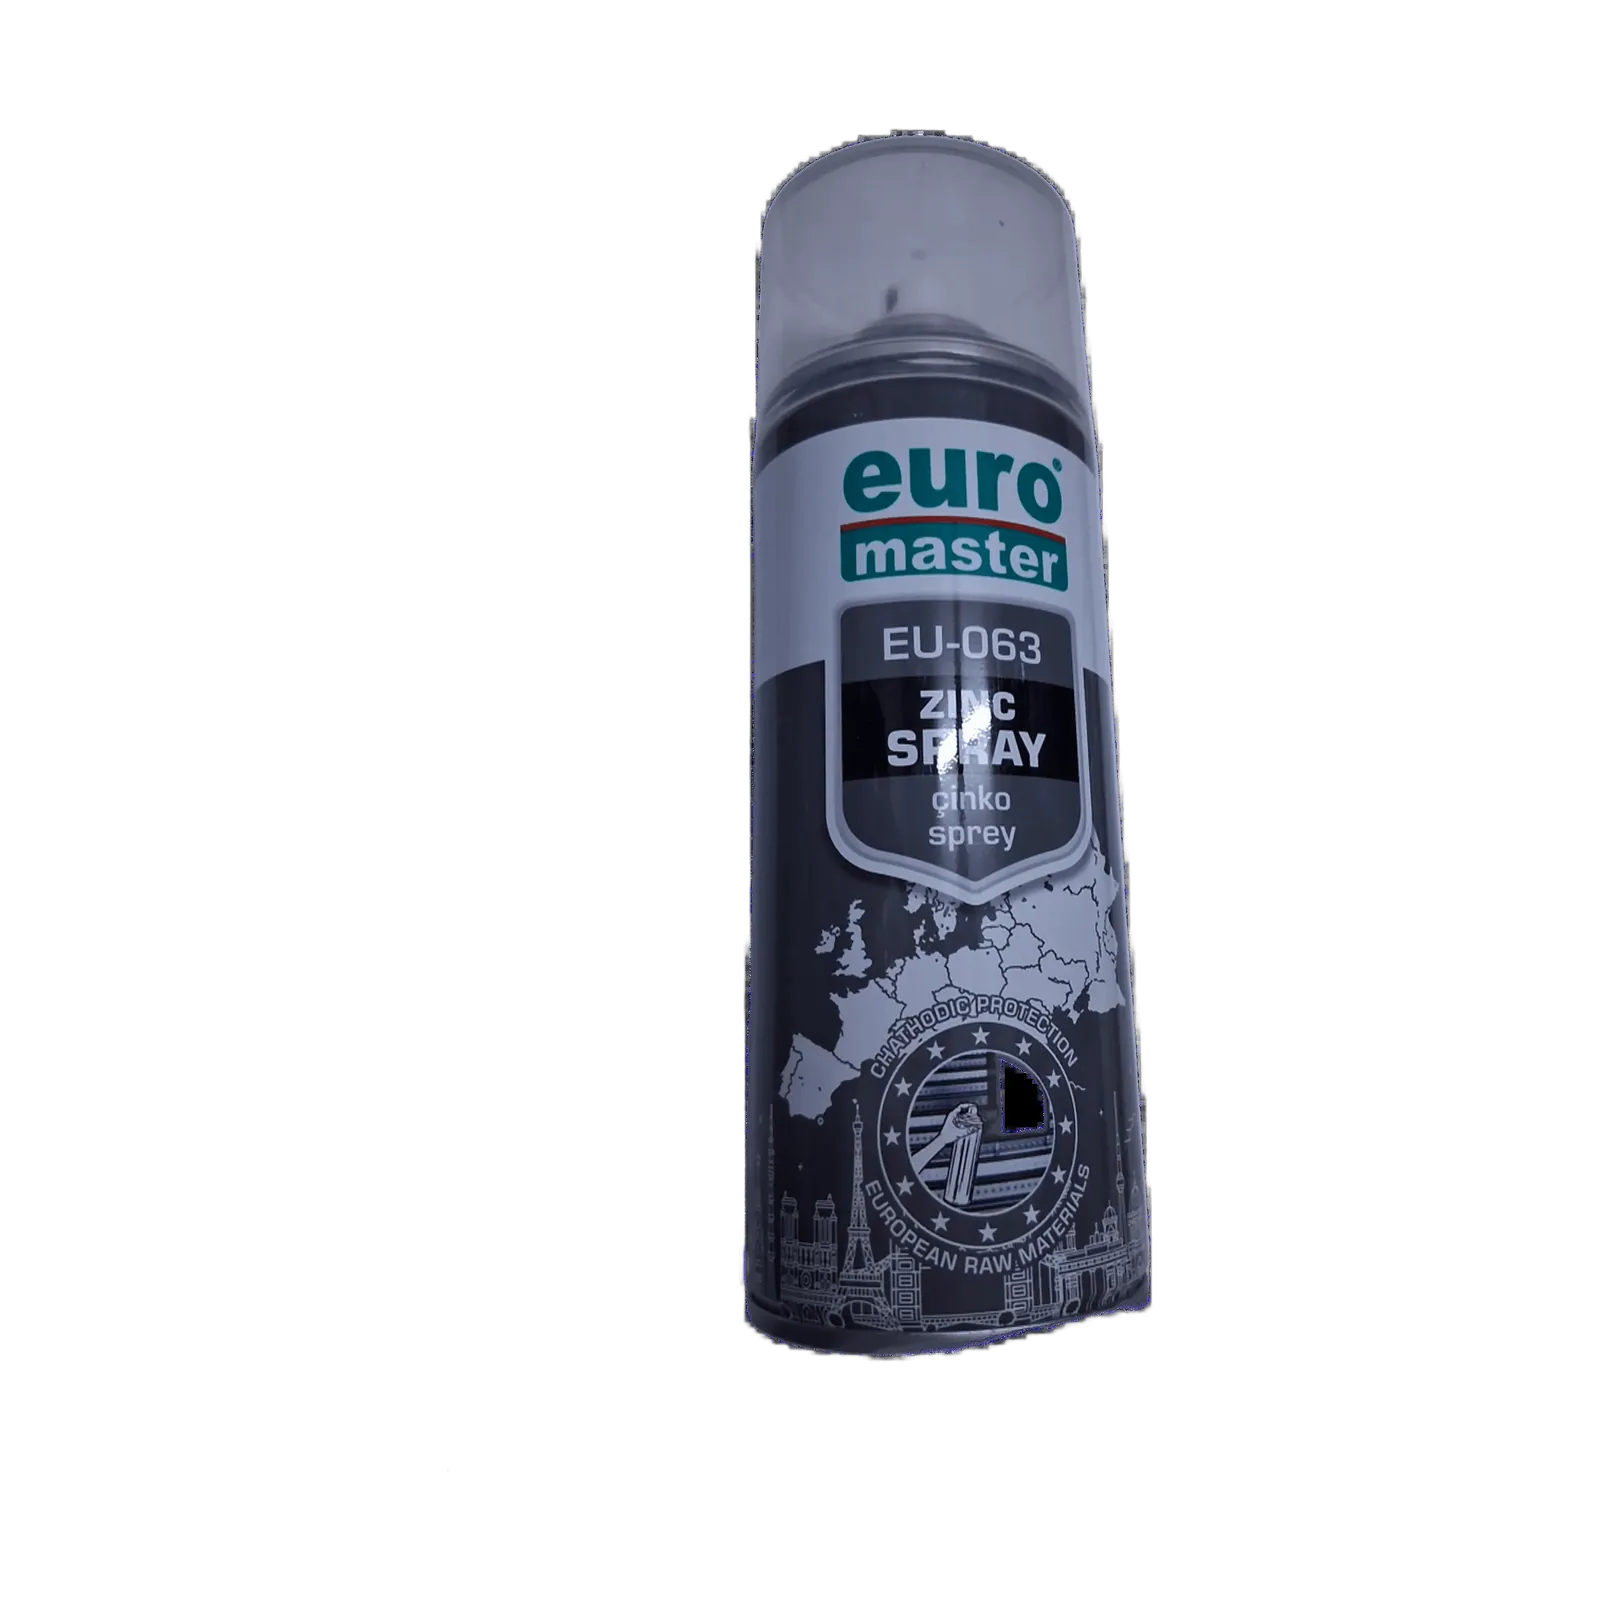 euro®
master
EU-063
ZINC
SPRAY
çinko
sprey
CHATHODIC PROTECTION
EUROPEAN RAW MATERIALS